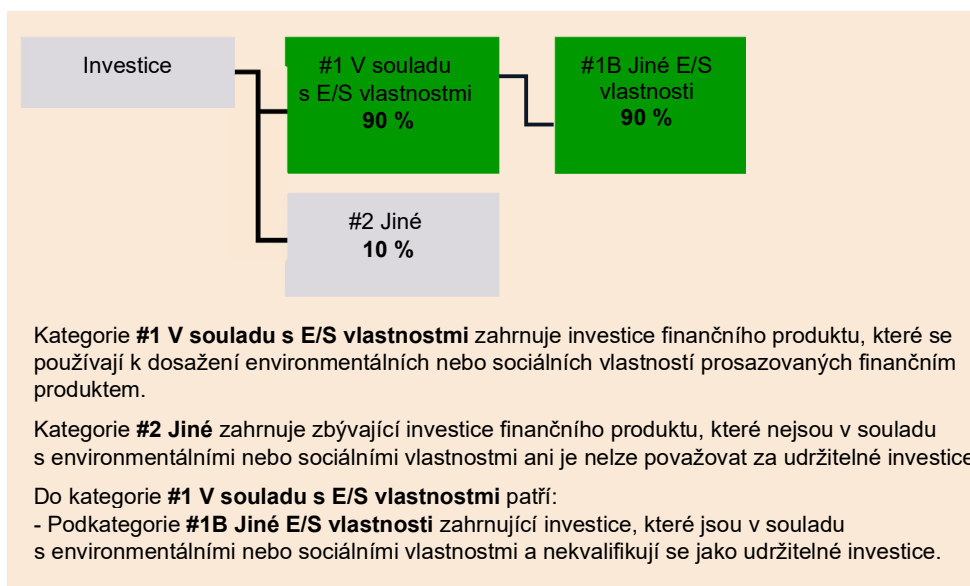 Investice
#1 V souladu
s E/S vlastnostmi
90 %
#1B Jiné E/S
vlastnosti
90 %
#2 Jiné
10 %
Kategorie #1 V souladu s E/S vlastnostmi zahrnuje investice finančního produktu, které se
používají k dosažení environmentálních nebo sociálních vlastností prosazovaných finančním
produktem.
Kategorie #2 Jiné zahrnuje zbývající investice finančního produktu, které nejsou v souladu
s environmentálními nebo sociálními vlastnostmi ani je nelze považovat za udržitelné investice
Do kategorie #1 V souladu s E/S vlastnostmi patří:
- Podkategorie #1B Jiné E/S vlastnosti zahrnující investice, které jsou v souladu
s environmentálními nebo sociálními vlastnostmi a nekvalifikují se jako udržitelné investice.